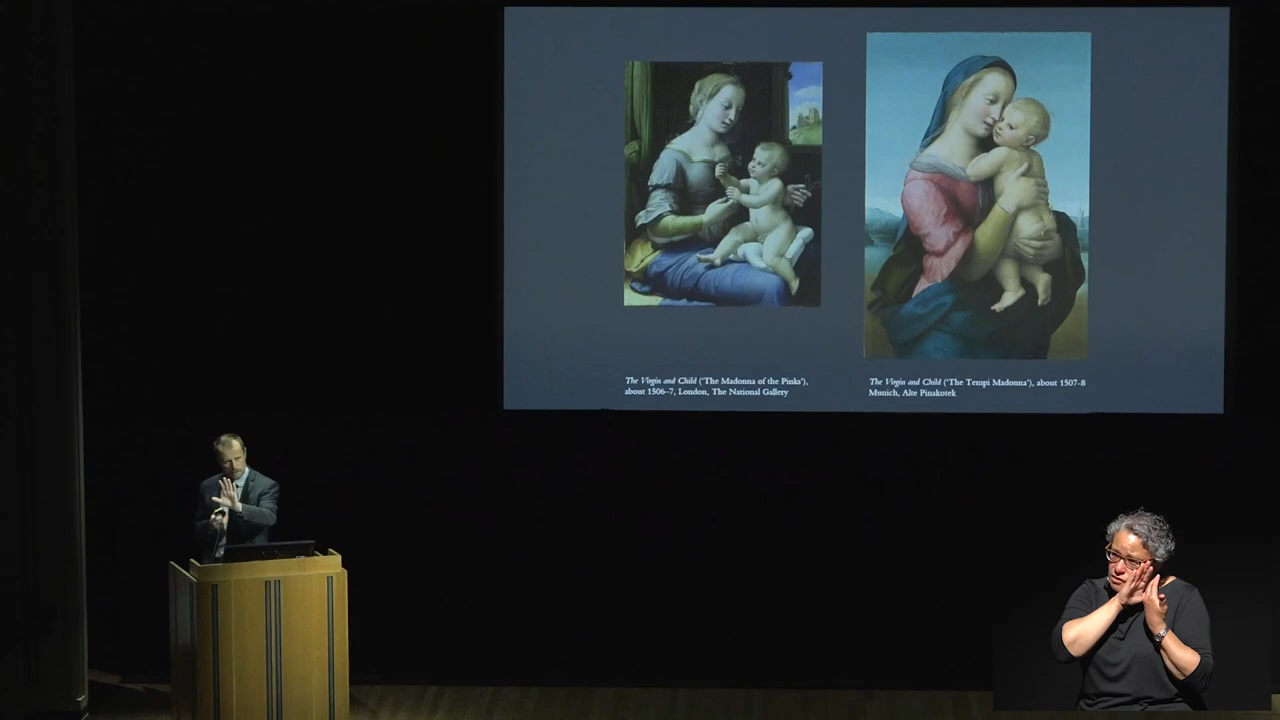 The Virgin and Child ('The Madonna of the Pinks'),
about 1506–7, London, The National Gallery
The Virgin and Child ('The Tempi Madonna'), about 1507-8
Munich, Alte Pinakotek